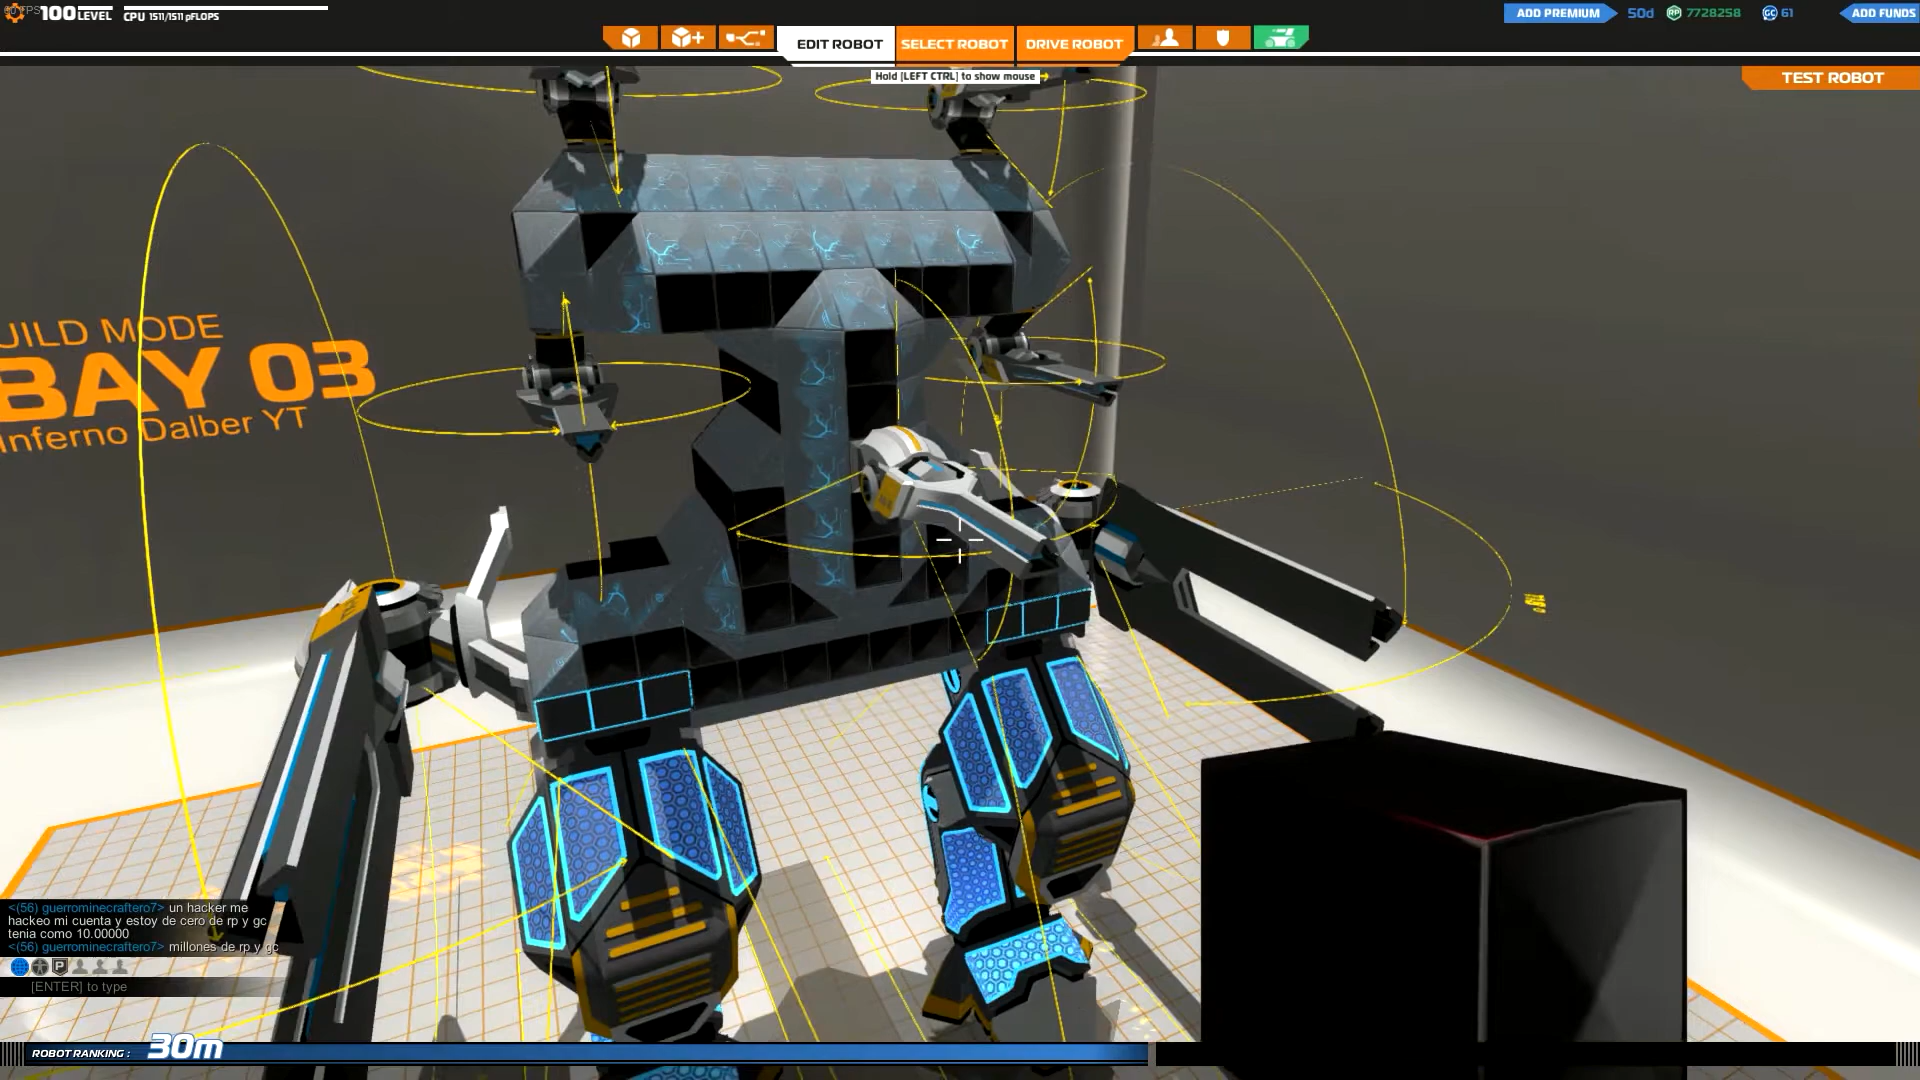 100 LEVEL
CPU 1511/1511 pFLOPS
ADD PREMIUM
50d
RP
7728258
GC
61
ADD FUNDS
EDIT ROBOT
SELECT ROBOT
DRIVE ROBOT
Hold [LEFT CTRL] to show mouse
TEST ROBOT
UILD MODE
BAY 03
Inferno Dalber YT
<(56) guerrominecraftero7> un hacker me
hackeo mi cuenta y estoy de cero de rp y gc
tenia como 10.00000
<(56) guerrominecraftero7> millones de rp y gc
P
[ENTER] to type
ROBOT RANKING : 30m